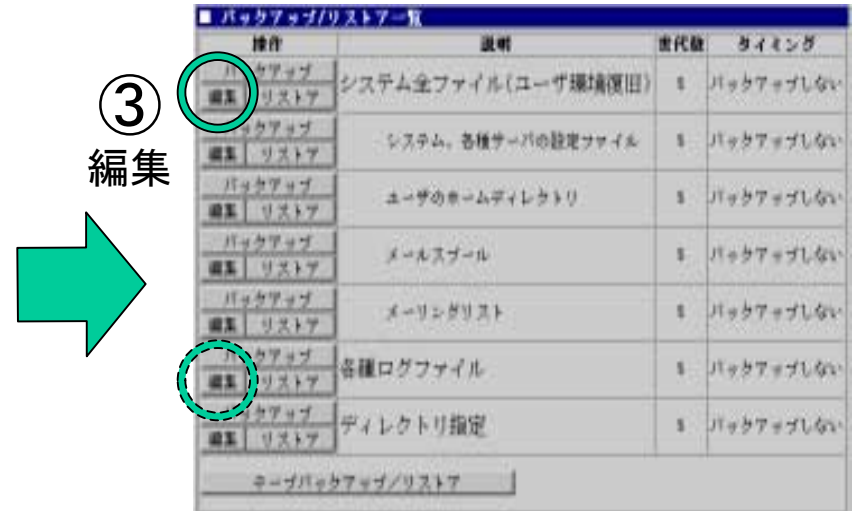 ■ バックアップ/リストア一覧
操作 説明 世代数 タイミング
バックアップ
編集 リストア システム全ファイル(ユーザ環境復旧) 5 バックアップしない
バックアップ
編集 リストア システム、各種サーバの設定ファイル 5 バックアップしない
バックアップ
編集 リストア ユーザのホームディレクトリ 5 バックアップしない
バックアップ
編集 リストア メールスプール 5 バックアップしない
バックアップ
編集 リストア メーリングリスト 5 バックアップしない
バックアップ
編集 リストア 各種ログファイル 5 バックアップしない
バックアップ
編集 リストア ディレクトリ指定 5 バックアップしない
テープバックアップ/リストア
③
編集